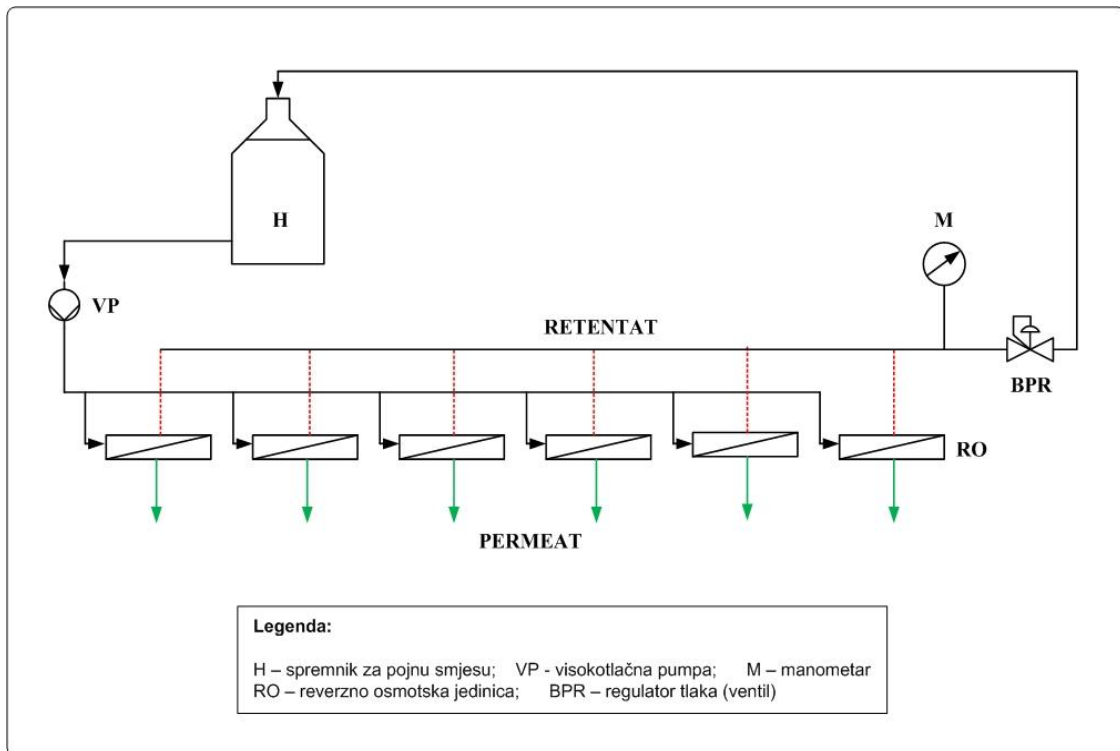 H
M
VP
RETENTAT
BPR
RO
PERMEAT
Legenda:
H – spremnik za pojnu smjesu; VP - visokotlačna pumpa; M – manometar
RO – reverzno osmotska jedinica; BPR – regulator tlaka (ventil)